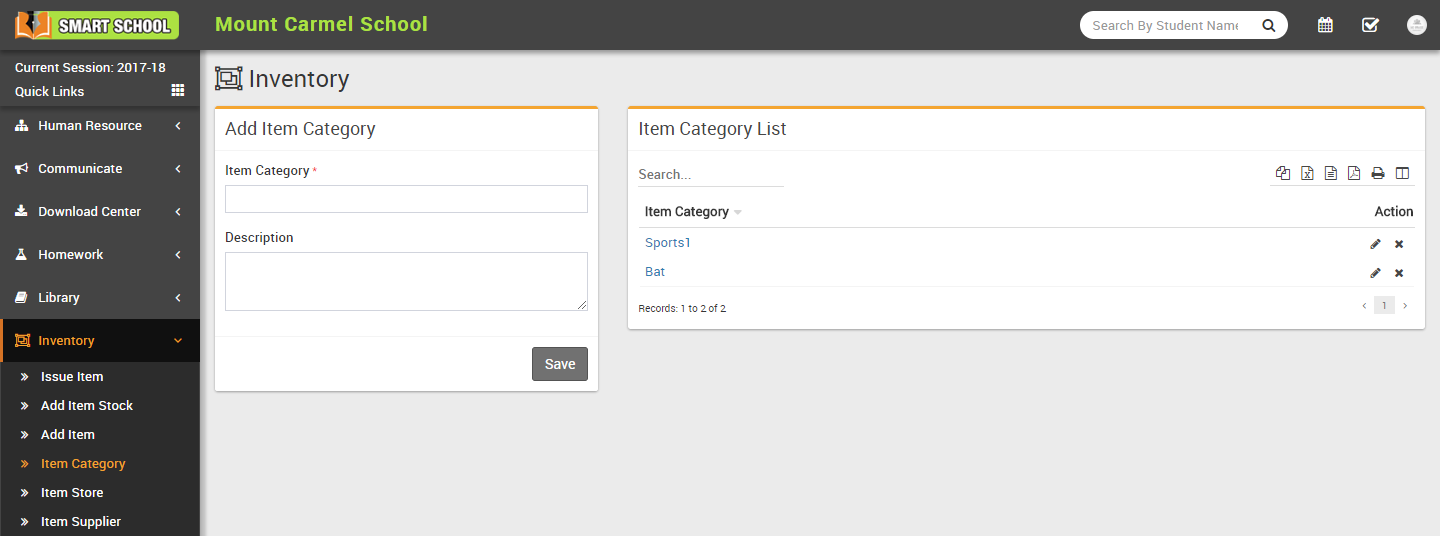 SMART SCHOOL
Mount Carmel School
Search By Student Name
Current Session: 2017-18
Quick Links
Human Resource
Communicate
Download Center
Homework
Library
Inventory
Issue Item
Add Item Stock
Add Item
Item Category
Item Store
Item Supplier
Inventory
Add Item Category
Item Category *
Description
Save
Item Category List
Search...
Item Category Action
Sports1
Bat
Records: 1 to 2 of 2
1